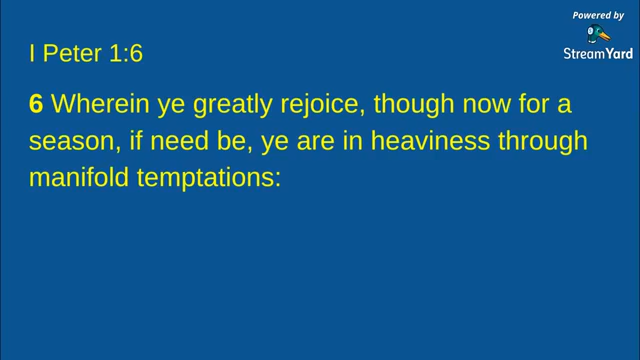 Powered by
StreamYard
I Peter 1:6
6 Wherein ye greatly rejoice, though now for a
season, if need be, ye are in heaviness through
manifold temptations: